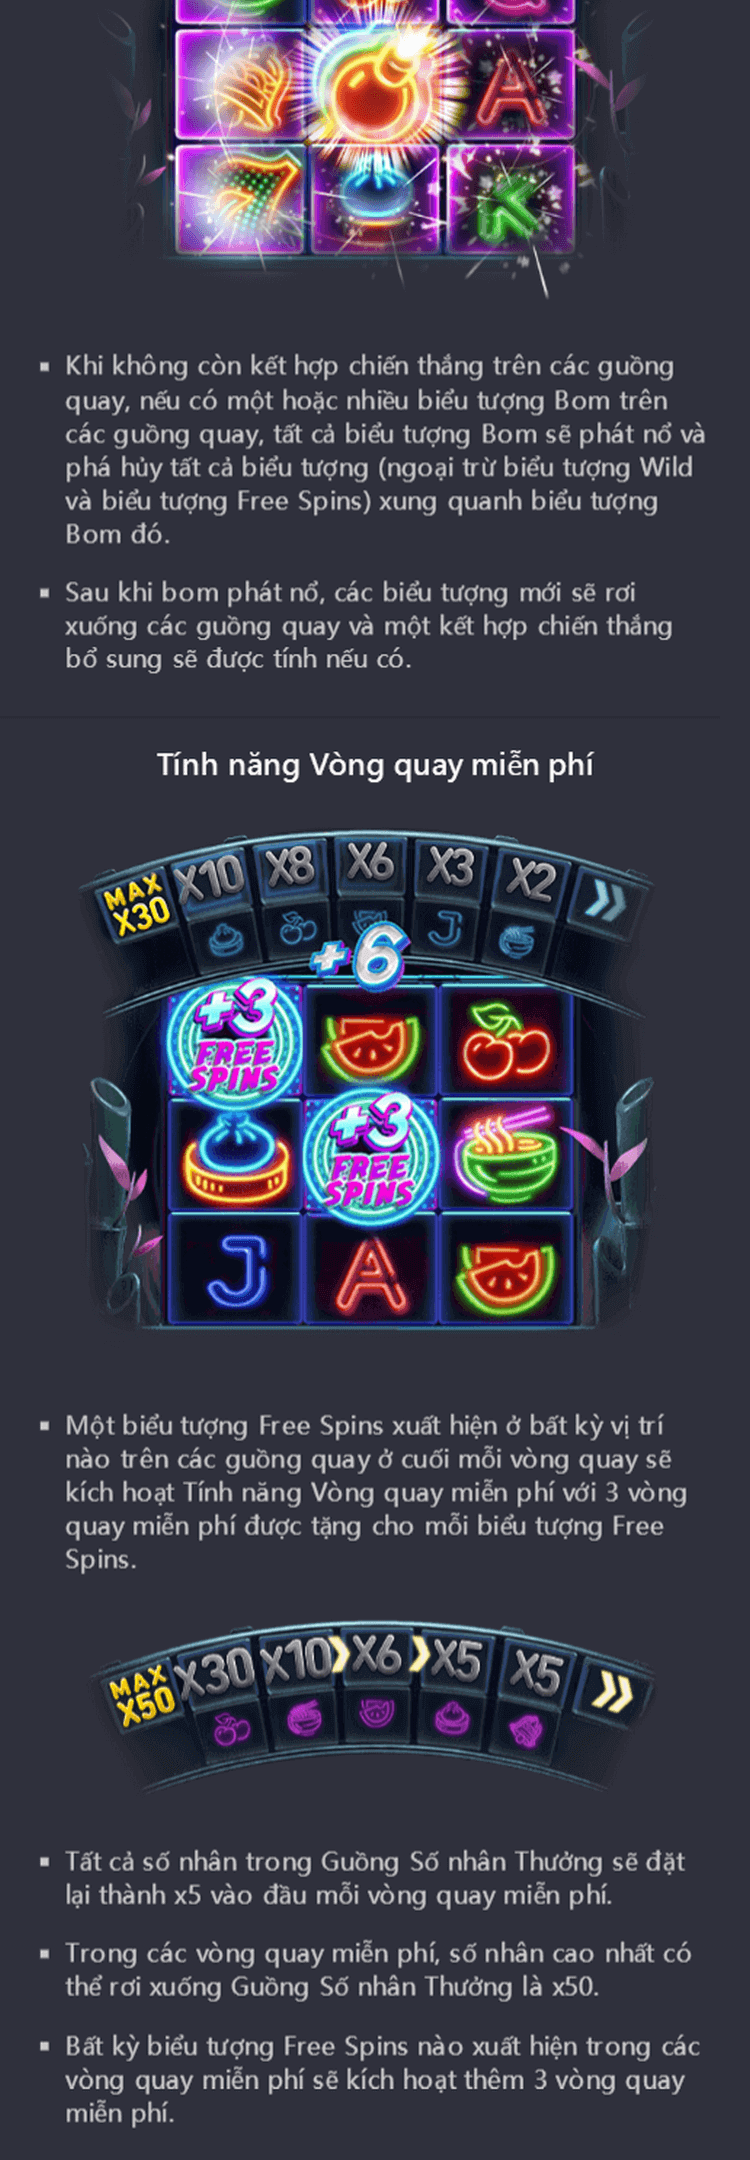 A
7
K
▪ Khi không còn kết hợp chiến thắng trên các guồng
quay, nếu có một hoặc nhiều biểu tượng Bom trên
các guồng quay, tất cả biểu tượng Bom sẽ phát nổ và
phá hủy tất cả biểu tượng (ngoại trừ biểu tượng Wild
và biểu tượng Free Spins) xung quanh biểu tượng
Bom đó.
▪ Sau khi bom phát nổ, các biểu tượng mới sẽ rơi
xuống các guồng quay và một kết hợp chiến thắng
bổ sung sẽ được tính nếu có.
Tính năng Vòng quay miễn phí
MAX
X30
X10
X8
X6
X3
X2
J
+6
+3
FREE
SPINS
+3
FREE
SPINS
J
A
▪ Một biểu tượng Free Spins xuất hiện ở bất kỳ vị trí
nào trên các guồng quay ở cuối mỗi vòng quay sẽ
kích hoạt Tính năng Vòng quay miễn phí với 3 vòng
quay miễn phí được tặng cho mỗi biểu tượng Free
Spins.
MAX
X50
X30
X10
X6
X5
X5
▪ Tất cả số nhân trong Guồng Số nhân Thưởng sẽ đặt
lại thành x5 vào đầu mỗi vòng quay miễn phí.
▪ Trong các vòng quay miễn phí, số nhân cao nhất có
thể rơi xuống Guồng Số nhân Thưởng là x50.
▪ Bất kỳ biểu tượng Free Spins nào xuất hiện trong các
vòng quay miễn phí sẽ kích hoạt thêm 3 vòng quay
miễn phí.